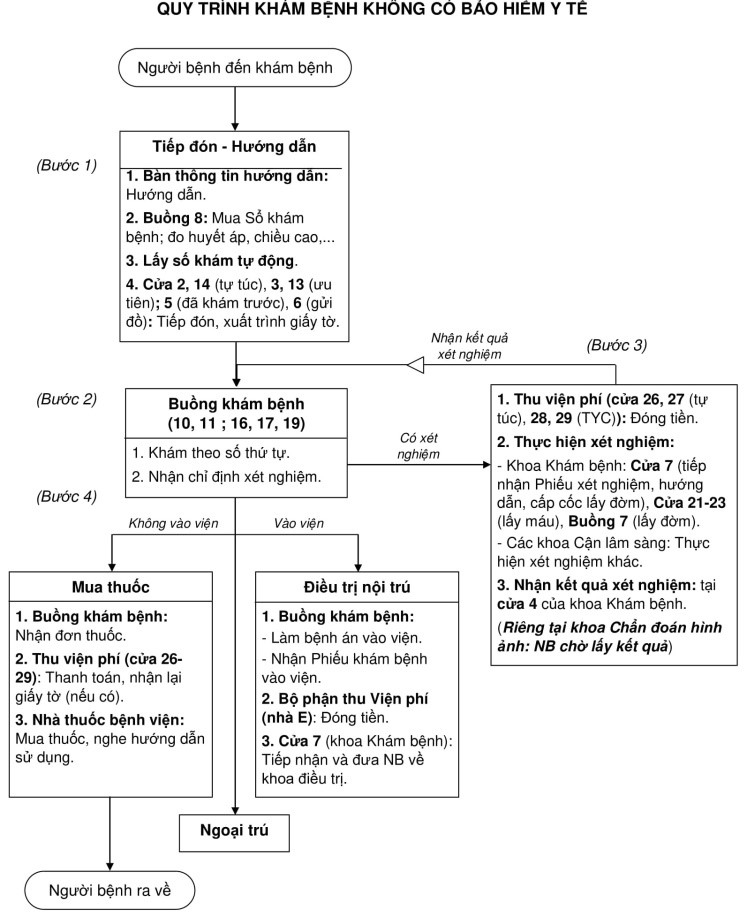 QUY TRÌNH KHÁM BỆNH KHÔNG CÓ BẢO HIỂM Y TẾ
Người bệnh đến khám bệnh
(Bước 1)
Tiếp đón - Hướng dẫn
1. Bàn thông tin hướng dẫn:
Hướng dẫn.
2. Buồng 8: Mua Sổ khám
bệnh; đo huyết áp, chiều cao,...
3. Lấy số khám tự động.
4. Cửa 2, 14 (tự túc), 3, 13 (ưu
tiên); 5 (đã khám trước), 6 (gửi
đồ): Tiếp đón, xuất trình giấy tờ.
Nhận kết quả
xét nghiệm
(Bước 3)
(Bước 2)
Buồng khám bệnh
(10, 11 ; 16, 17, 19)
1. Khám theo số thứ tự.
2. Nhận chỉ định xét nghiệm.
Có xét
nghiệm
1. Thu viện phí (cửa 26, 27 (tự
túc), 28, 29 (TYC)): Đóng tiền.
2. Thực hiện xét nghiệm:
- Khoa Khám bệnh: Cửa 7 (tiếp
nhận Phiếu xét nghiệm, hướng
dẫn, cấp cốc lấy đờm), Cửa 21-23
(lấy máu), Buồng 7 (lấy đờm).
- Các khoa Cận lâm sàng: Thực
hiện xét nghiệm khác.
3. Nhận kết quả xét nghiệm: tại
cửa 4 của khoa Khám bệnh.
(Riêng tại khoa Chẩn đoán hình
ảnh: NB chờ lấy kết quả)
(Bước 4)
Không vào viện
Vào viện
Mua thuốc
1. Buồng khám bệnh:
Nhận đơn thuốc.
2. Thu viện phí (cửa 26-
29): Thanh toán, nhận lại
giấy tờ (nếu có).
3. Nhà thuốc bệnh viện:
Mua thuốc, nghe hướng dẫn
sử dụng.
Điều trị nội trú
1. Buồng khám bệnh:
- Làm bệnh án vào viện.
- Nhận Phiếu khám bệnh
vào viện.
2. Bộ phận thu Viện phí
(nhà E): Đóng tiền.
3. Cửa 7 (khoa Khám bệnh):
Tiếp nhận và đưa NB về
khoa điều trị.
Ngoại trú
Người bệnh ra về